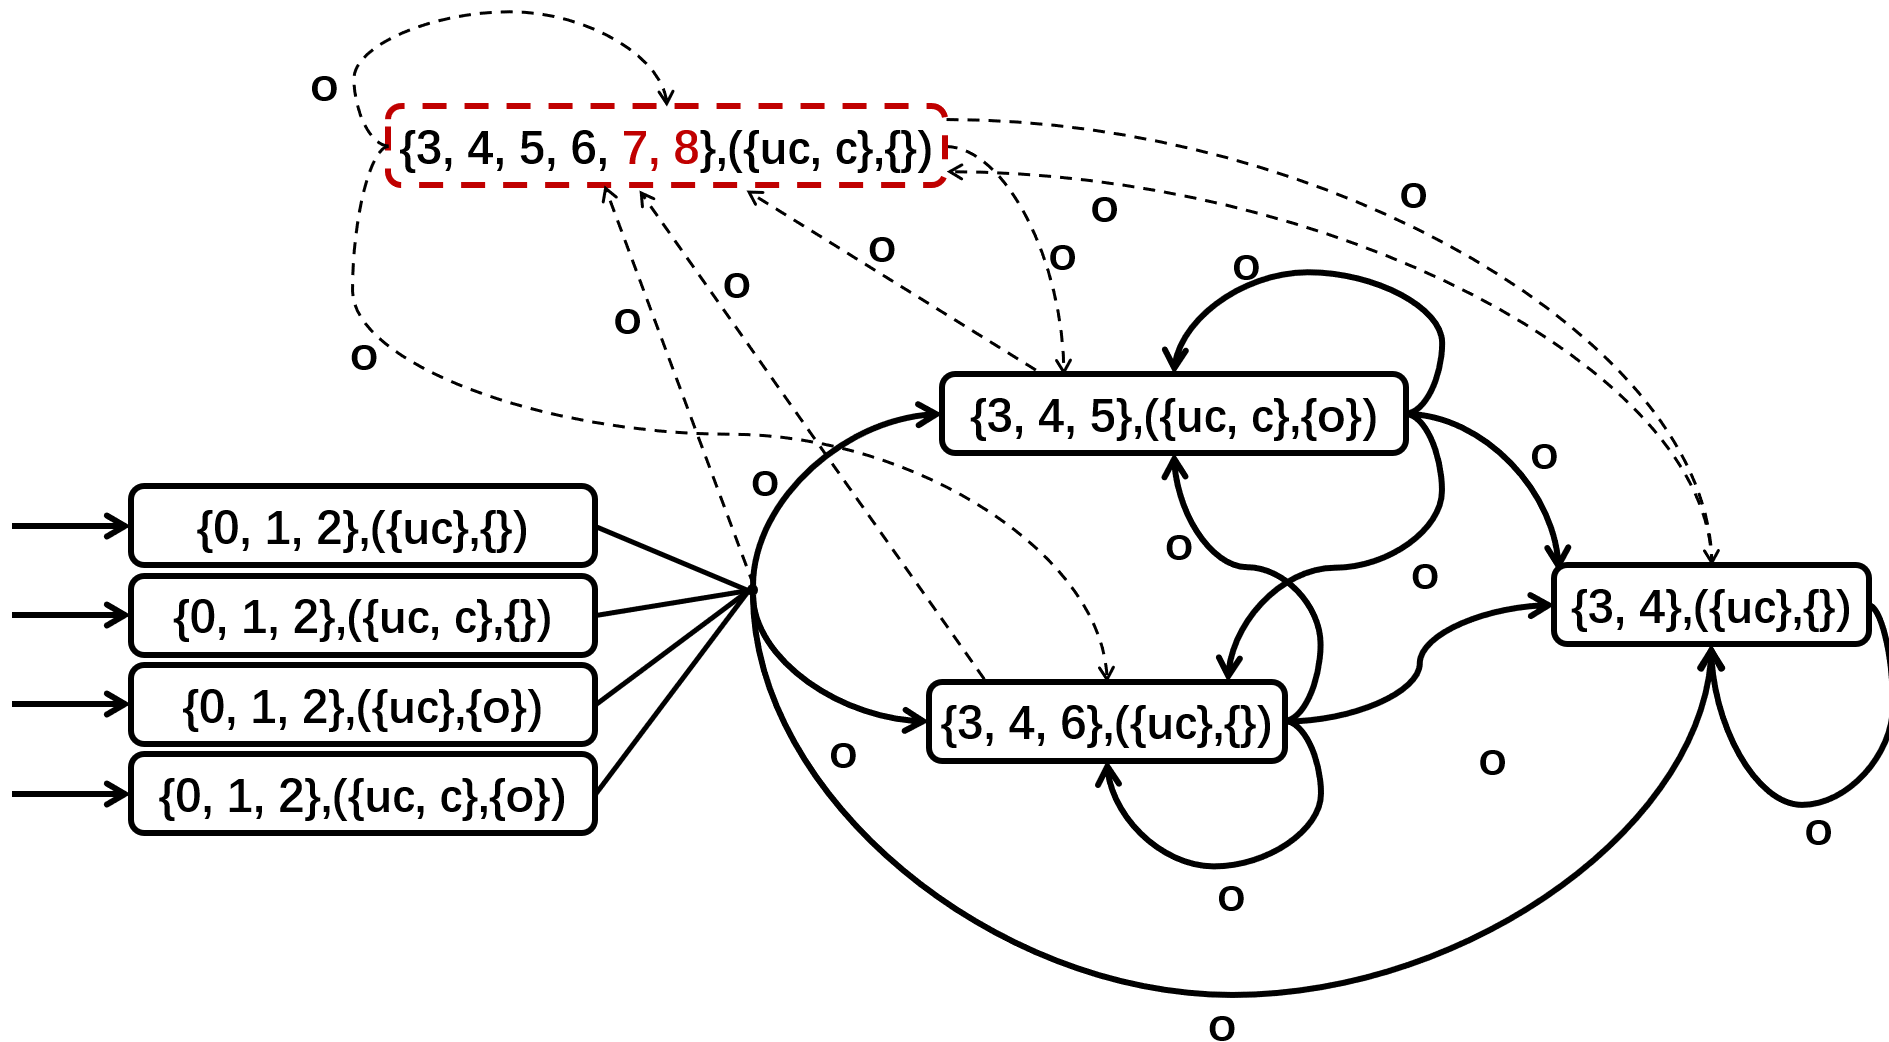 o
{3, 4, 5, 6, 7, 8},({uc, c},{})
o
o
o
o
o
o
o
o
{3, 4, 5},({uc, c},{o})
o
o
{0, 1, 2},({uc},{})
o
o
{0, 1, 2},({uc, c},{})
{3, 4},({uc},{})
{0, 1, 2},({uc},{o})
{3, 4, 6},({uc},{})
o
o
{0, 1, 2},({uc, c},{o})
o
o
o